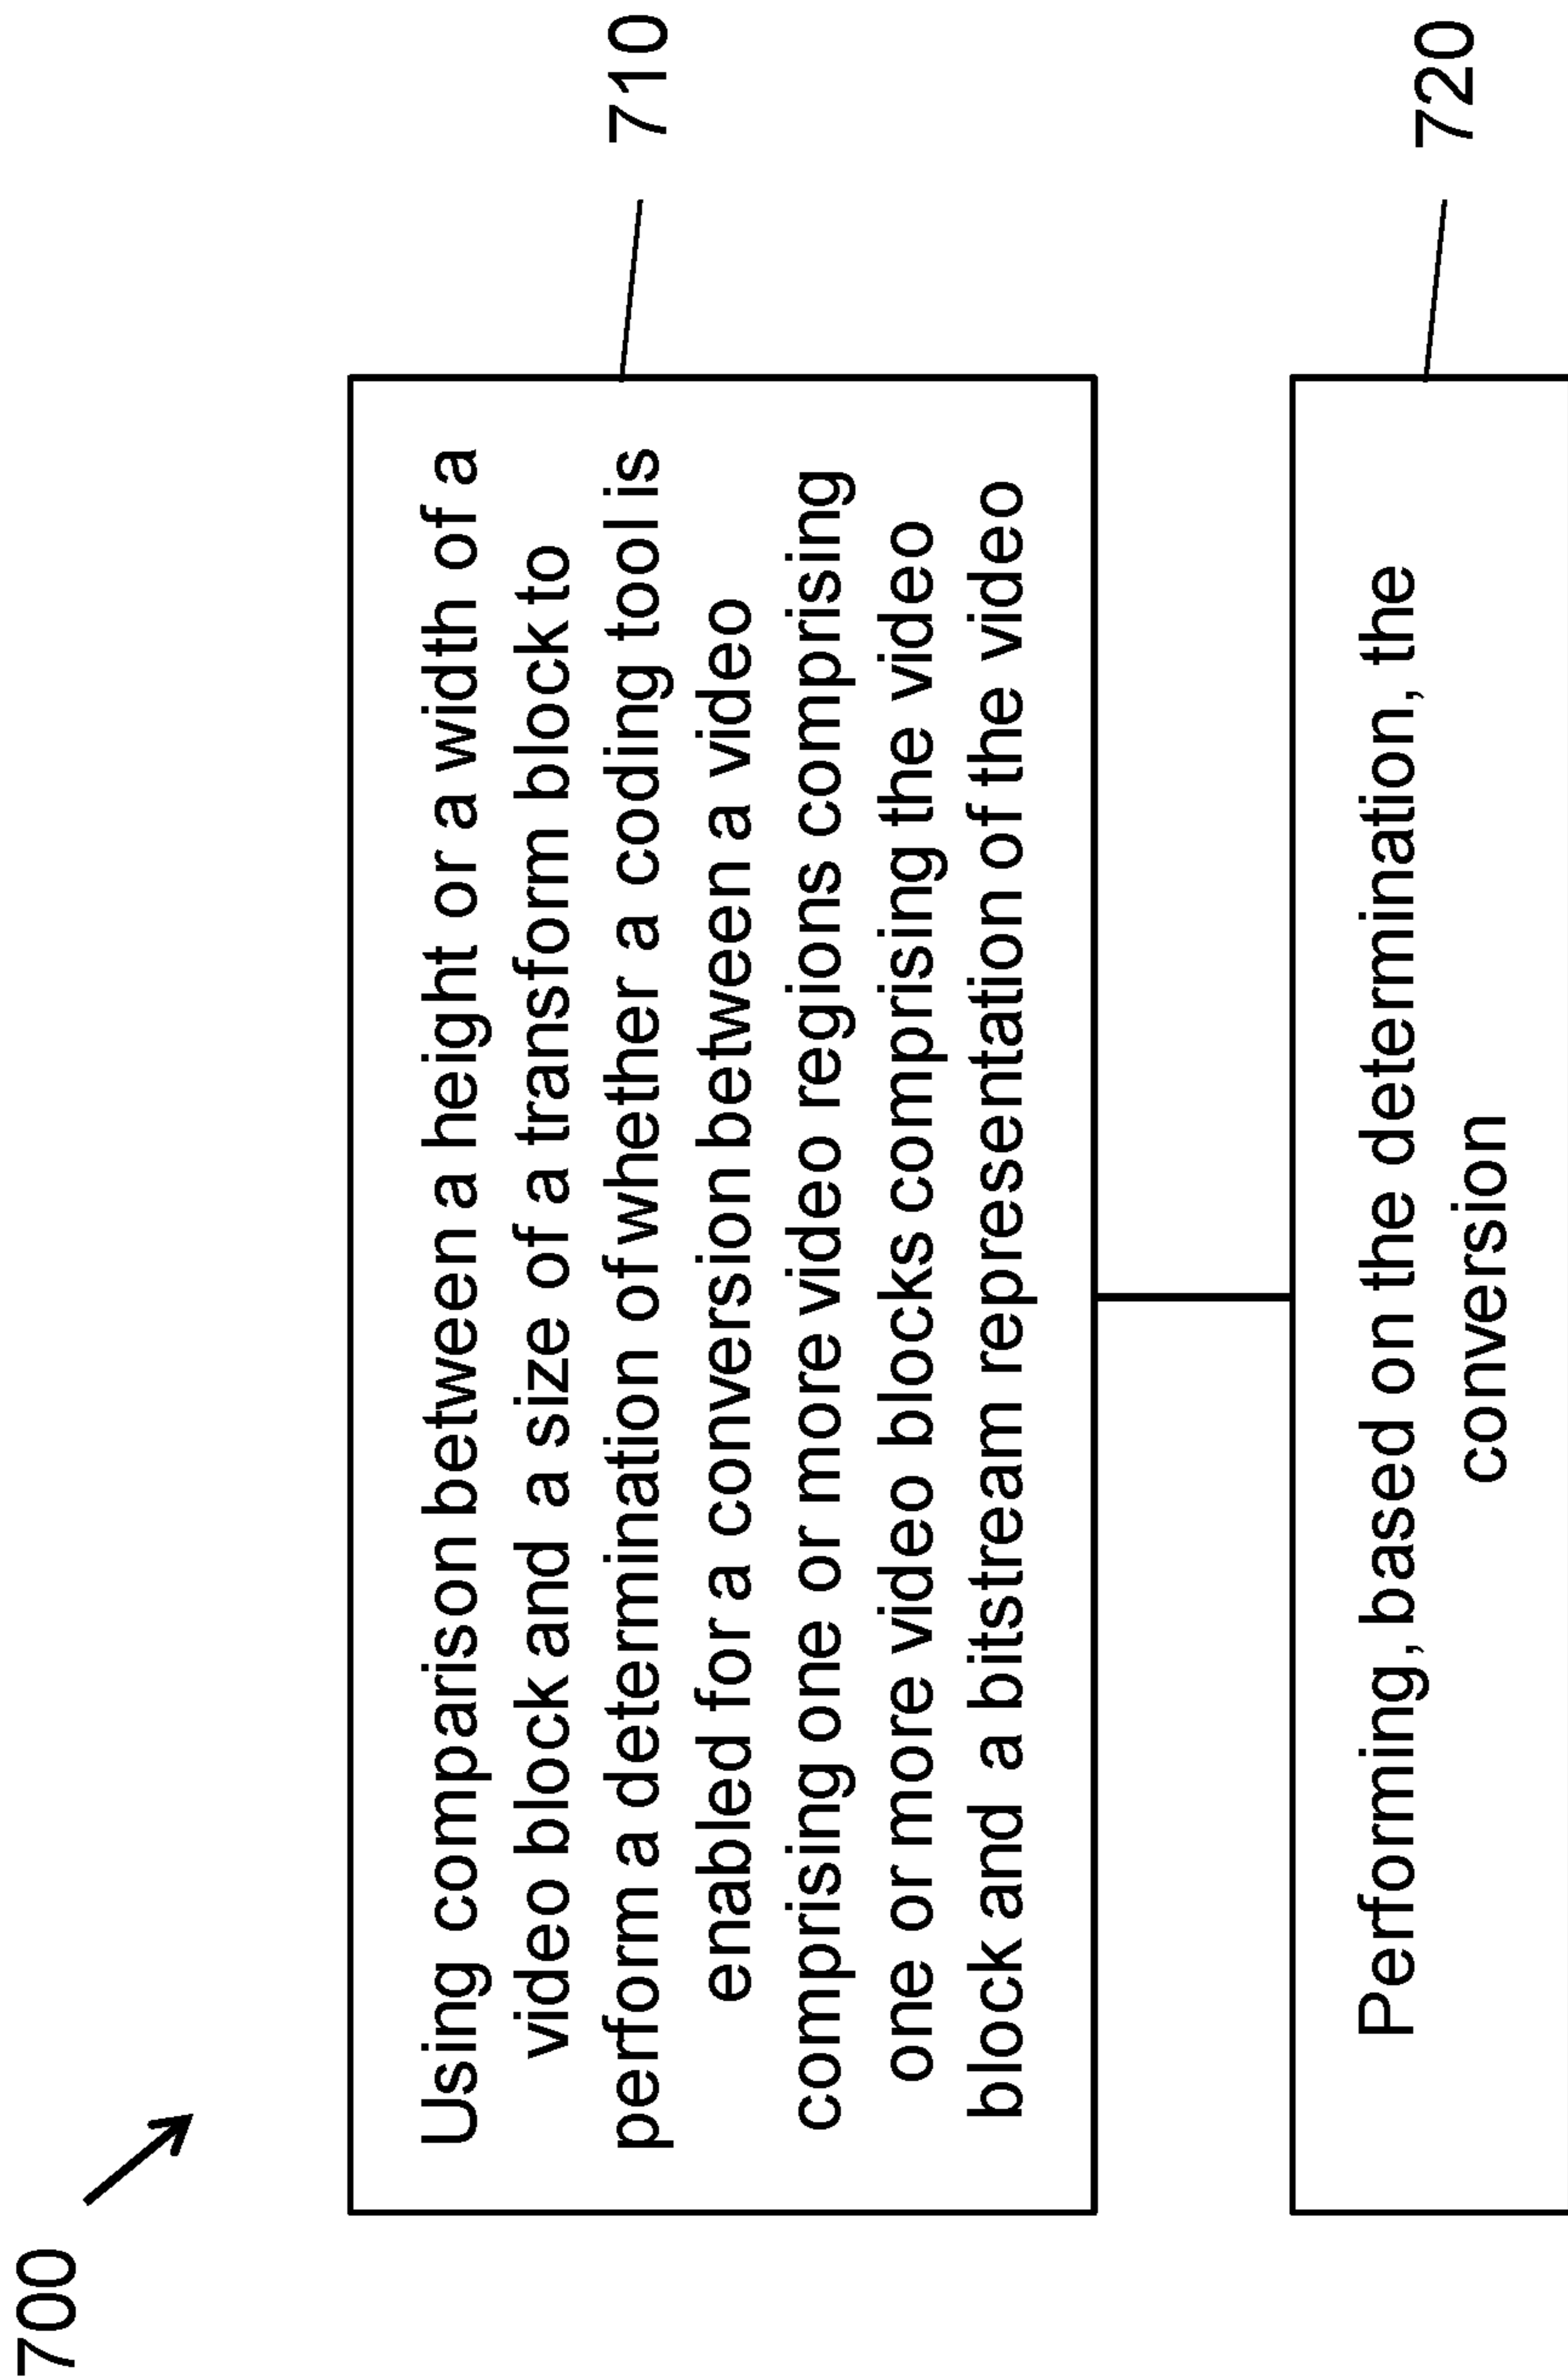 700
Using comparison between a height or a width of a
video block and a size of a transform block to
perform a determination of whether a coding tool is
enabled for a conversion between a video
comprising one or more video regions comprising
one or more video blocks comprising the video
block and a bitstream representation of the video
710
Performing, based on the determination, the
conversion
720